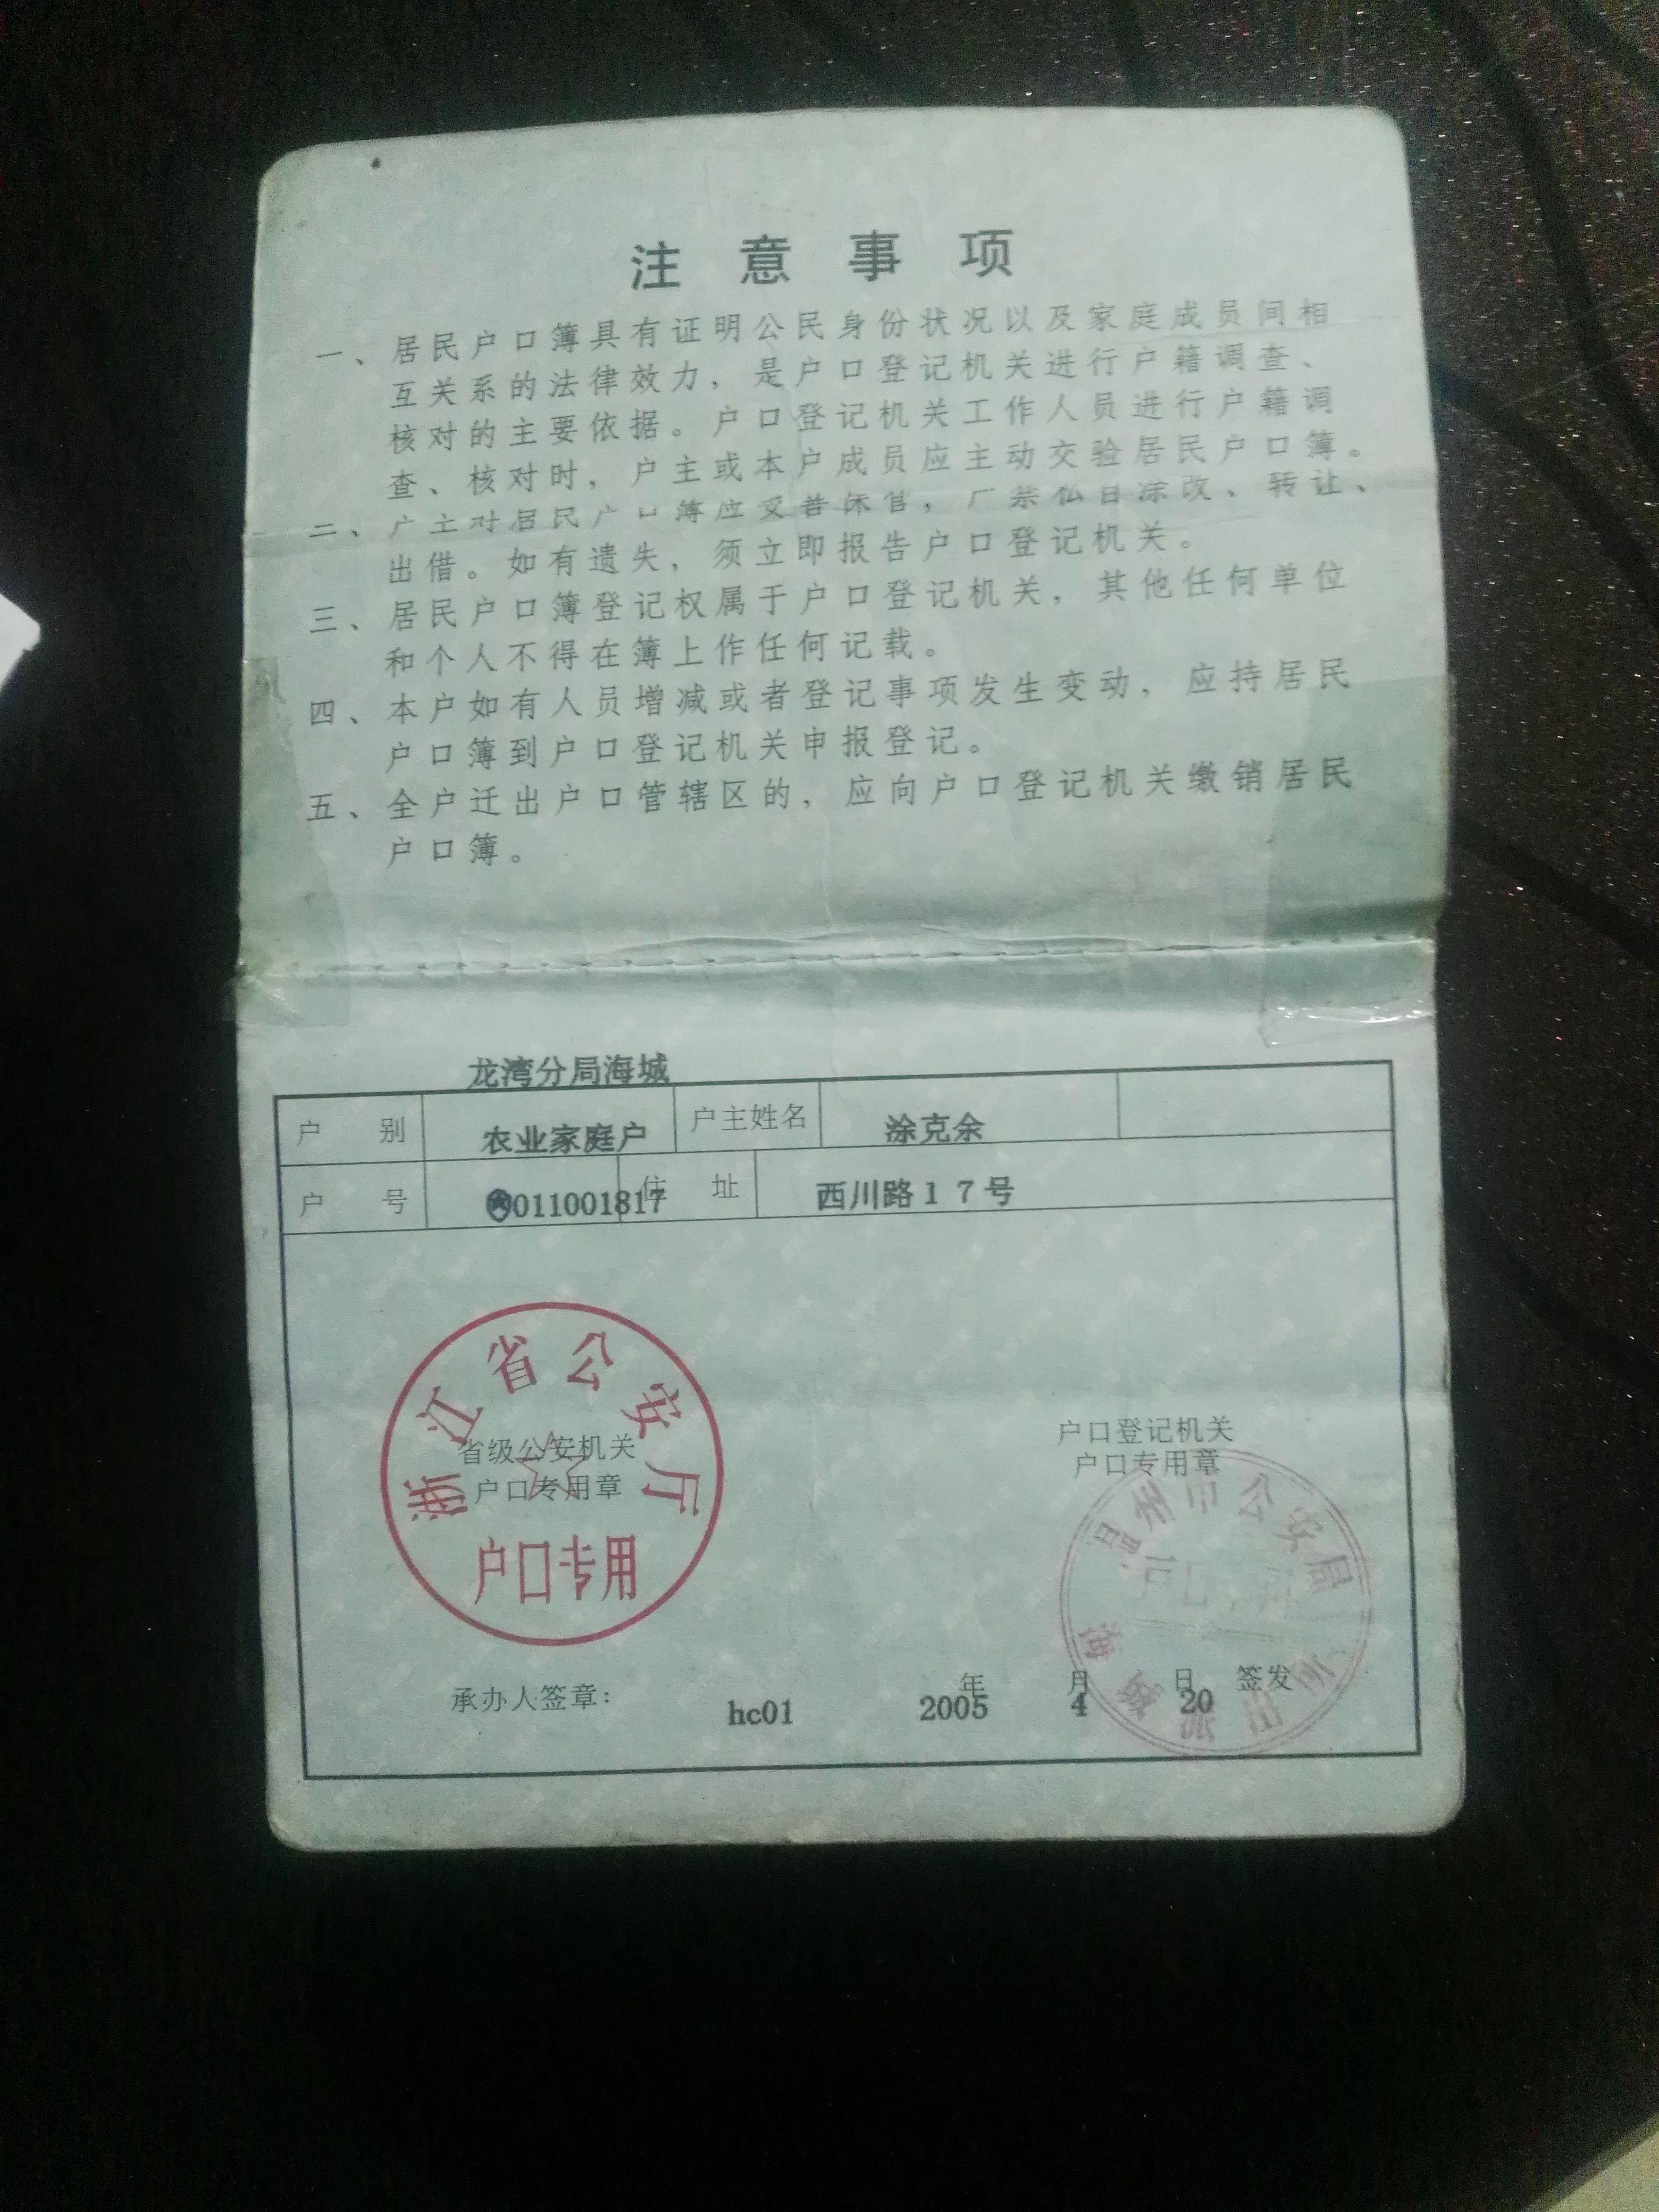 注意事项
一、居民户口簿具有证明公民身份状况以及家庭成员间相
互关系的法律效力，是户口登记机关进行户籍调查、
核对的主要依据。户口登记机关工作人员进行户籍调
查、核对时，户主或本户成员应主动交验居民户口簿。
二、户主对居民户口簿应妥善保管，严禁私自涂改、转让、
出借。如有遗失，须立即报告户口登记机关。
三、居民户口簿登记权属于户口登记机关，其他任何单位
和个人不得在簿上作任何记载。
四、本户如有人员增减或者登记事项发生变动，应持居民
户口簿到户口登记机关申报登记。
五、全户迁出户口管辖区的，应向户口登记机关缴销居民
户口簿。
龙湾分局海城
户别 农业家庭户 户主姓名 涂克余
户号 011001817 住址 西川路１７号
浙江省公安厅
省级公安机关
户口专用章
户口专用
户口登记机关
户口专用章
温州市公安局
海城派出所
承办人签章： hc01 2005年 4月 20日 签发